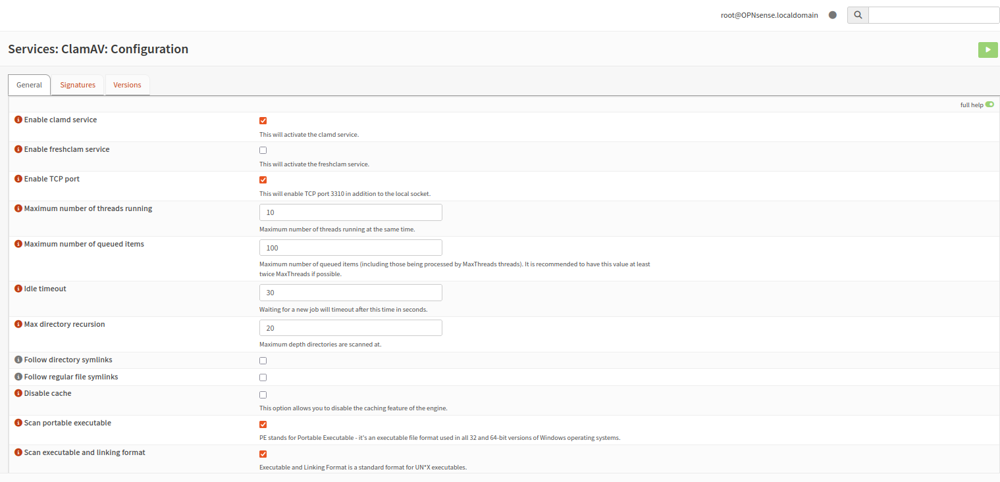 root@OPNsense.localdomain
Services: ClamAV: Configuration
General
Signatures
Versions
full help
Enable clamd service
This will activate the clamd service.
Enable freshclam service
This will activate the freshclam service.
Enable TCP port
This will enable TCP port 3310 in addition to the local socket.
Maximum number of threads running
10
Maximum number of threads running at the same time.
Maximum number of queued items
100
Maximum number of queued items (including those being processed by MaxThreads threads). It is recommended to have this value at least
twice MaxThreads if possible.
Idle timeout
30
Waiting for a new job will timeout after this time in seconds.
Max directory recursion
20
Maximum depth directories are scanned at.
Follow directory symlinks
Follow regular file symlinks
Disable cache
This option allows you to disable the caching feature of the engine.
Scan portable executable
PE stands for Portable Executable - it's an executable file format used in all 32 and 64-bit versions of Windows operating systems.
Scan executable and linking format
Executable and Linking Format is a standard format for UN*X executables.